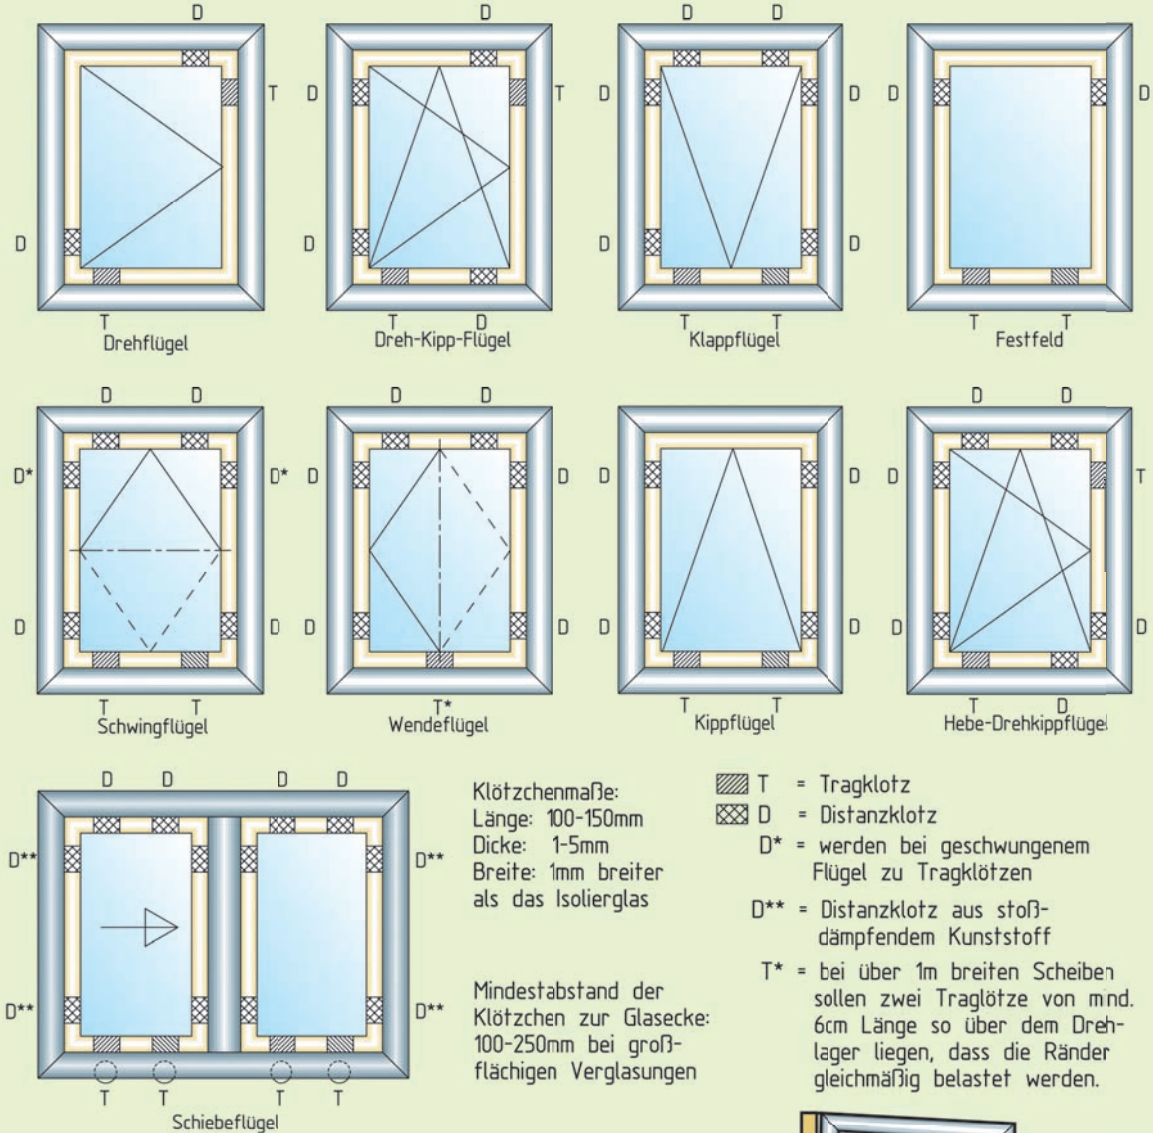 D D D D
D T D T D D D D
D D D D
T T D T T T T
Drehflügel Dreh-Kipp-Flügel Klappflügel Festfeld
D D D D D D
D* D* D D D D D T
D D D D D D D D
T T T* T T T D
Schwingflügel Wendeflügel Kippflügel Hebe-Drehkippflügel
D D D D
D** D**
D** D**
T T T T
Schiebeflügel
Klötzchenmaße:
Länge: 100-150mm
Dicke: 1-5mm
Breite: 1mm breiter
als das Isolierglas
Mindestabstand der
Klötzchen zur Glasecke:
100-250mm bei groß-
flächigen Verglasungen
T = Tragklotz
D = Distanzklotz
D* = werden bei geschwungenem
Flügel zu Tragklötzen
D** = Distanzklotz aus stoß-
dämpfendem Kunststoff
T* = bei über 1m breiten Scheiben
sollen zwei Traglötze von mind.
6cm Länge so über dem Dreh-
lager liegen, dass die Ränder
gleichmäßig belastet werden.